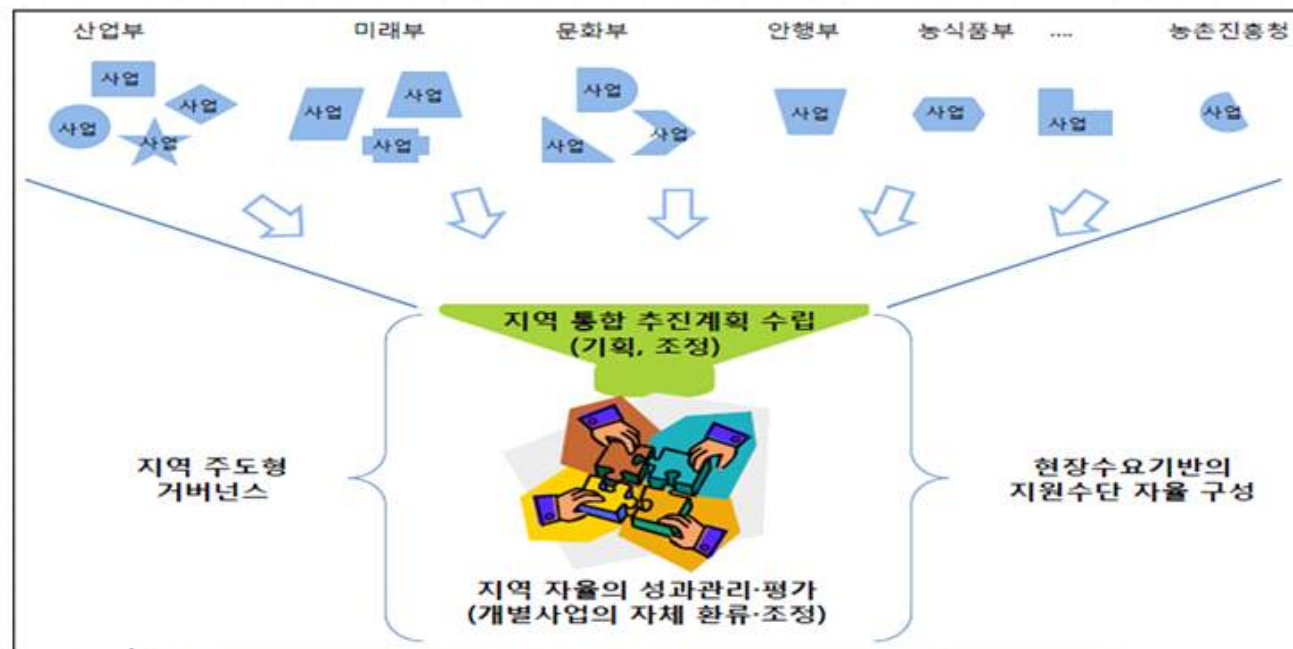 산업부 미래부 문화부 안행부 농식품부 .... 농촌진흥청
사업 사업 사업 사업
사업 사업 사업
사업 사업 사업
사업
사업
사업
사업
지역 통합 추진계획 수립
(기획, 조정)
지역 주도형
거버넌스
현장수요기반의
지원수단 자율 구성
지역 자율의 성과관리·평가
(개별사업의 자체 환류·조정)